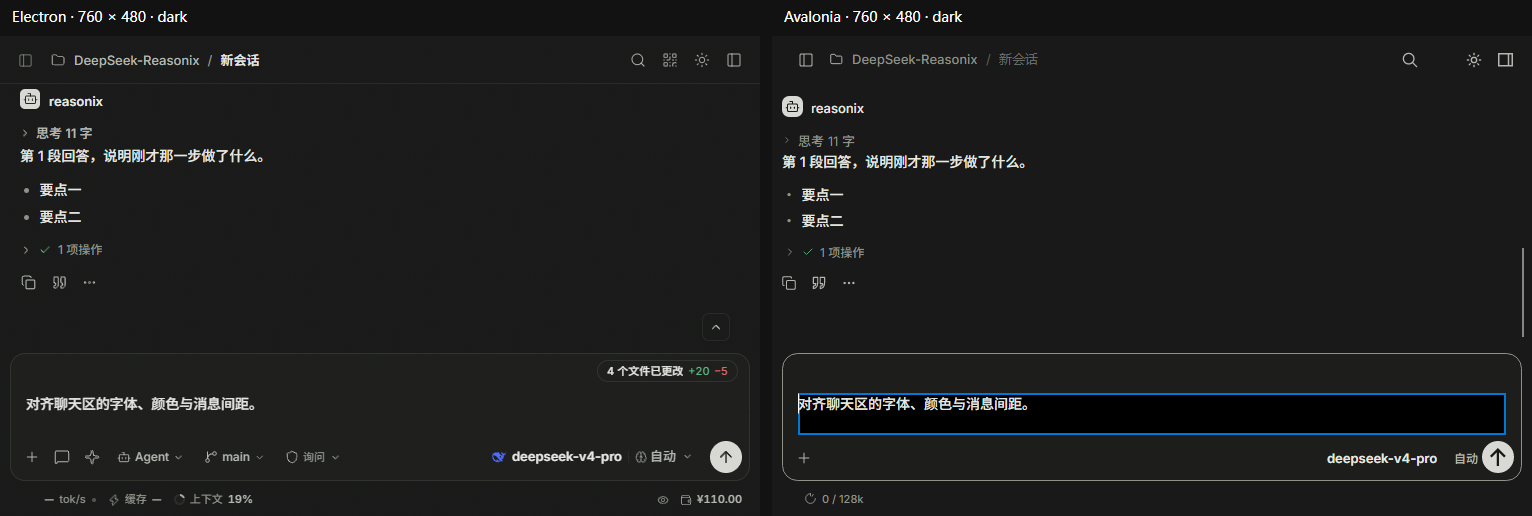 Electron · 760 × 480 · dark
DeepSeek-Reasonix / 新会话
reasonix
思考 11 字
第 1 段回答，说明刚才那一步做了什么。
• 要点一
• 要点二
1 项操作
4 个文件已更改 +20 −5
对齐聊天区的字体、颜色与消息间距。
Agent main 询问 deepseek-v4-pro 自动
— tok/s 缓存 — 上下文 19% ¥110.00
Avalonia · 760 × 480 · dark
DeepSeek-Reasonix / 新会话
reasonix
思考 11 字
第 1 段回答，说明刚才那一步做了什么。
• 要点一
• 要点二
1 项操作
对齐聊天区的字体、颜色与消息间距。
deepseek-v4-pro 自动
0 / 128k